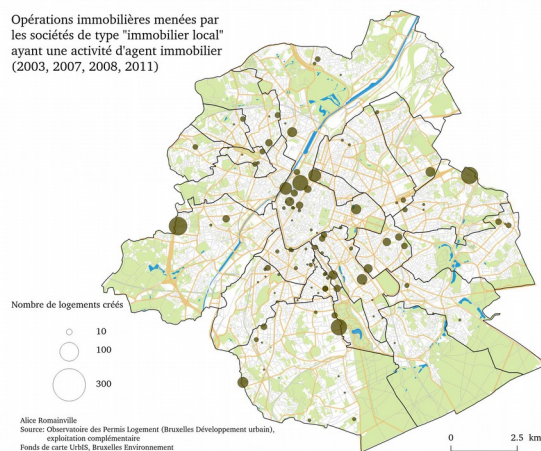 Opérations immobilières menées par
les sociétés de type "immobilier local"
ayant une activité d'agent immobilier
(2003, 2007, 2008, 2011)
Nombre de logements créés
10
100
300
Alice Romainville
Source: Observatoire des Permis Logement (Bruxelles Développement urbain),
exploitation complémentaire
Fonds de carte UrbIS, Bruxelles Environnement
0 2.5 km